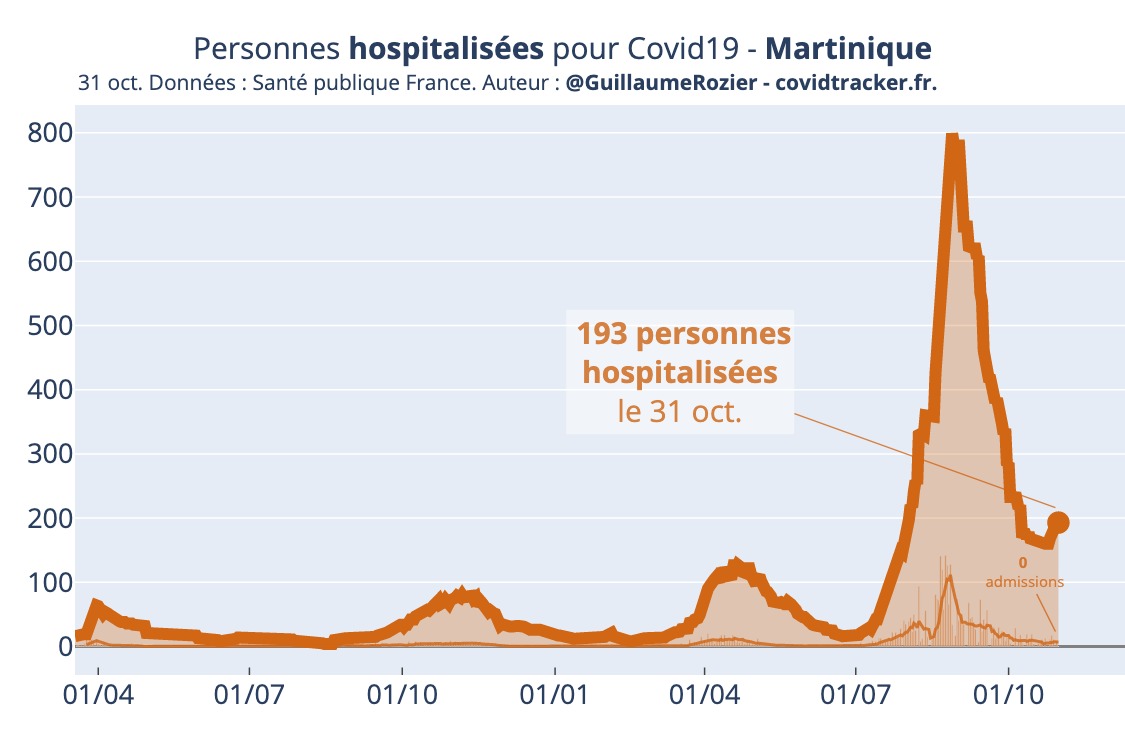 Personnes hospitalisées pour Covid19 - Martinique
31 oct. Données : Santé publique France. Auteur : @GuillaumeRozier - covidtracker.fr.
800
700
600
500
400
300
200
100
0
193 personnes
hospitalisées
le 31 oct.
0
admissions
01/04
01/07
01/10
01/01
01/04
01/07
01/10